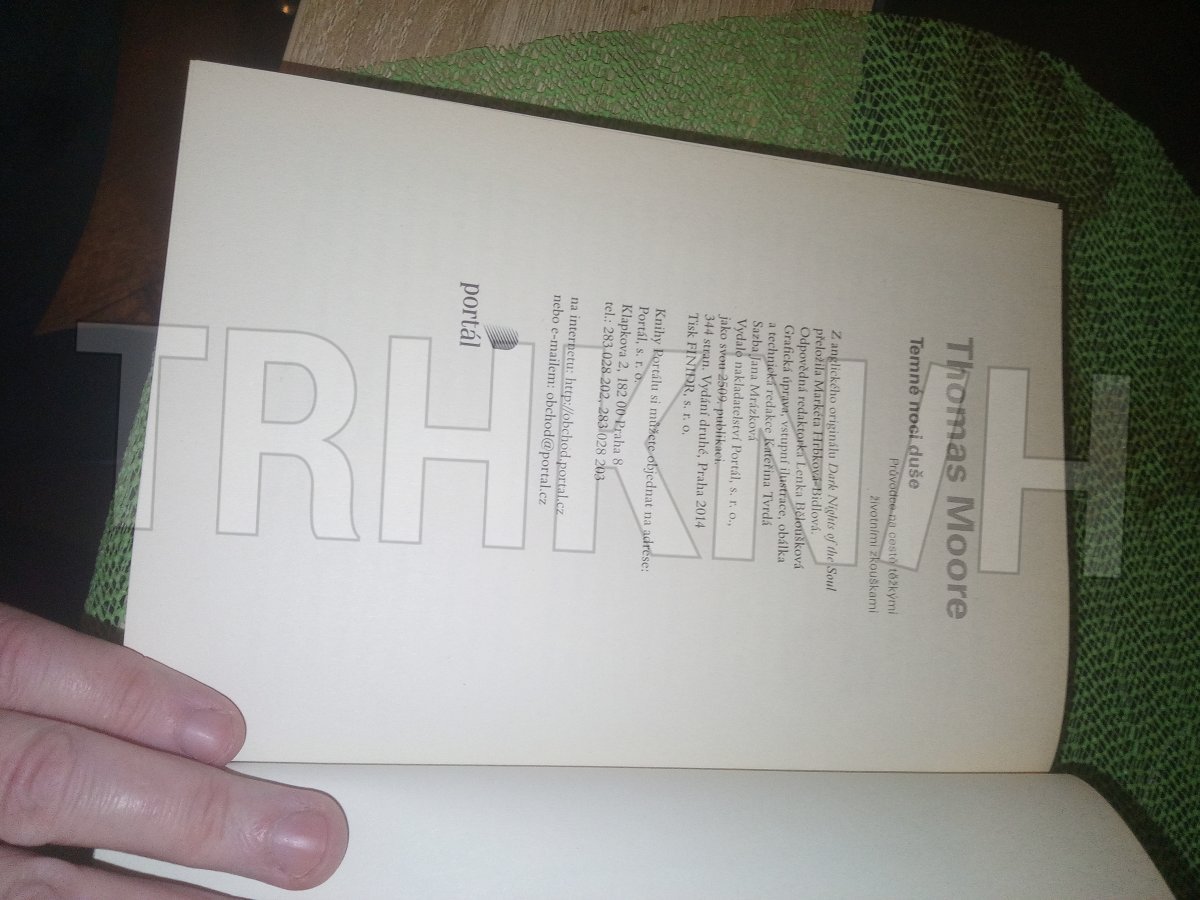 Thomas Moore
Temné noci duše
Průvodce na cestě těžkými
životními zkouškami
Z anglického originálu Dark Nights of the Soul
přeložila Markéta Hrbková-Bidlová.
Odpovědná redaktorka Lenka Běloušková
Grafická úprava, vstupní ilustrace, obálka
a technická redakce Kateřina Tvrdá
Sazba Jana Mrázková
Vydalo nakladatelství Portál, s. r. o.,
jako svou 2509. publikaci.
344 stran. Vydání druhé, Praha 2014
Tisk FINIDR, s. r. o.
Knihy Portálu si můžete objednat na adrese:
Portál, s. r. o.
Klapkova 2, 182 00 Praha 8
tel.: 283 028 202, 283 028 203
na internetu: http://obchod.portal.cz
nebo e-mailem: obchod@portal.cz
portál
TRHKNIH